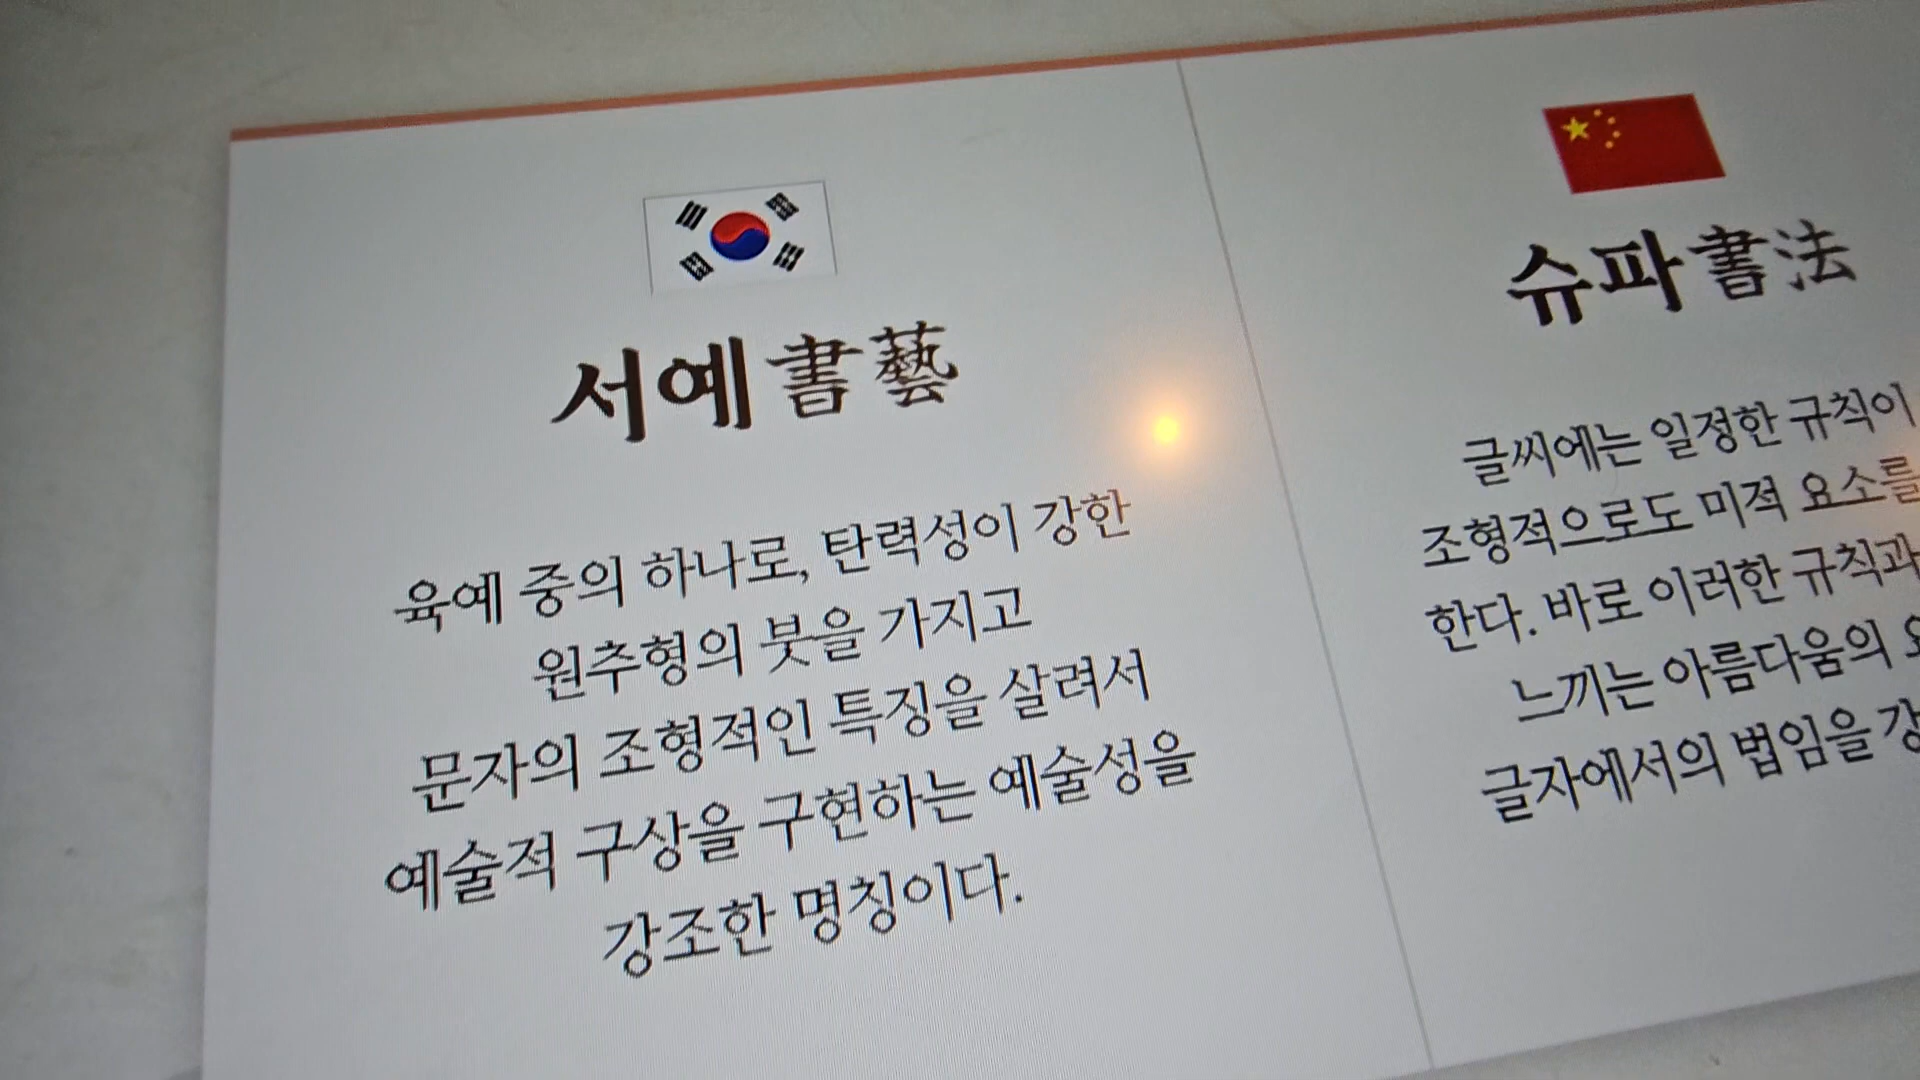 서예 書藝
육예 중의 하나로, 탄력성이 강한
원추형의 붓을 가지고
문자의 조형적인 특징을 살려서
예술적 구상을 구현하는 예술성을
강조한 명칭이다.
슈파 書法
글씨에는 일정한 규칙이
조형적으로도 미적 요소를
한다. 바로 이러한 규칙과
느끼는 아름다움의
글자에서의 법임을